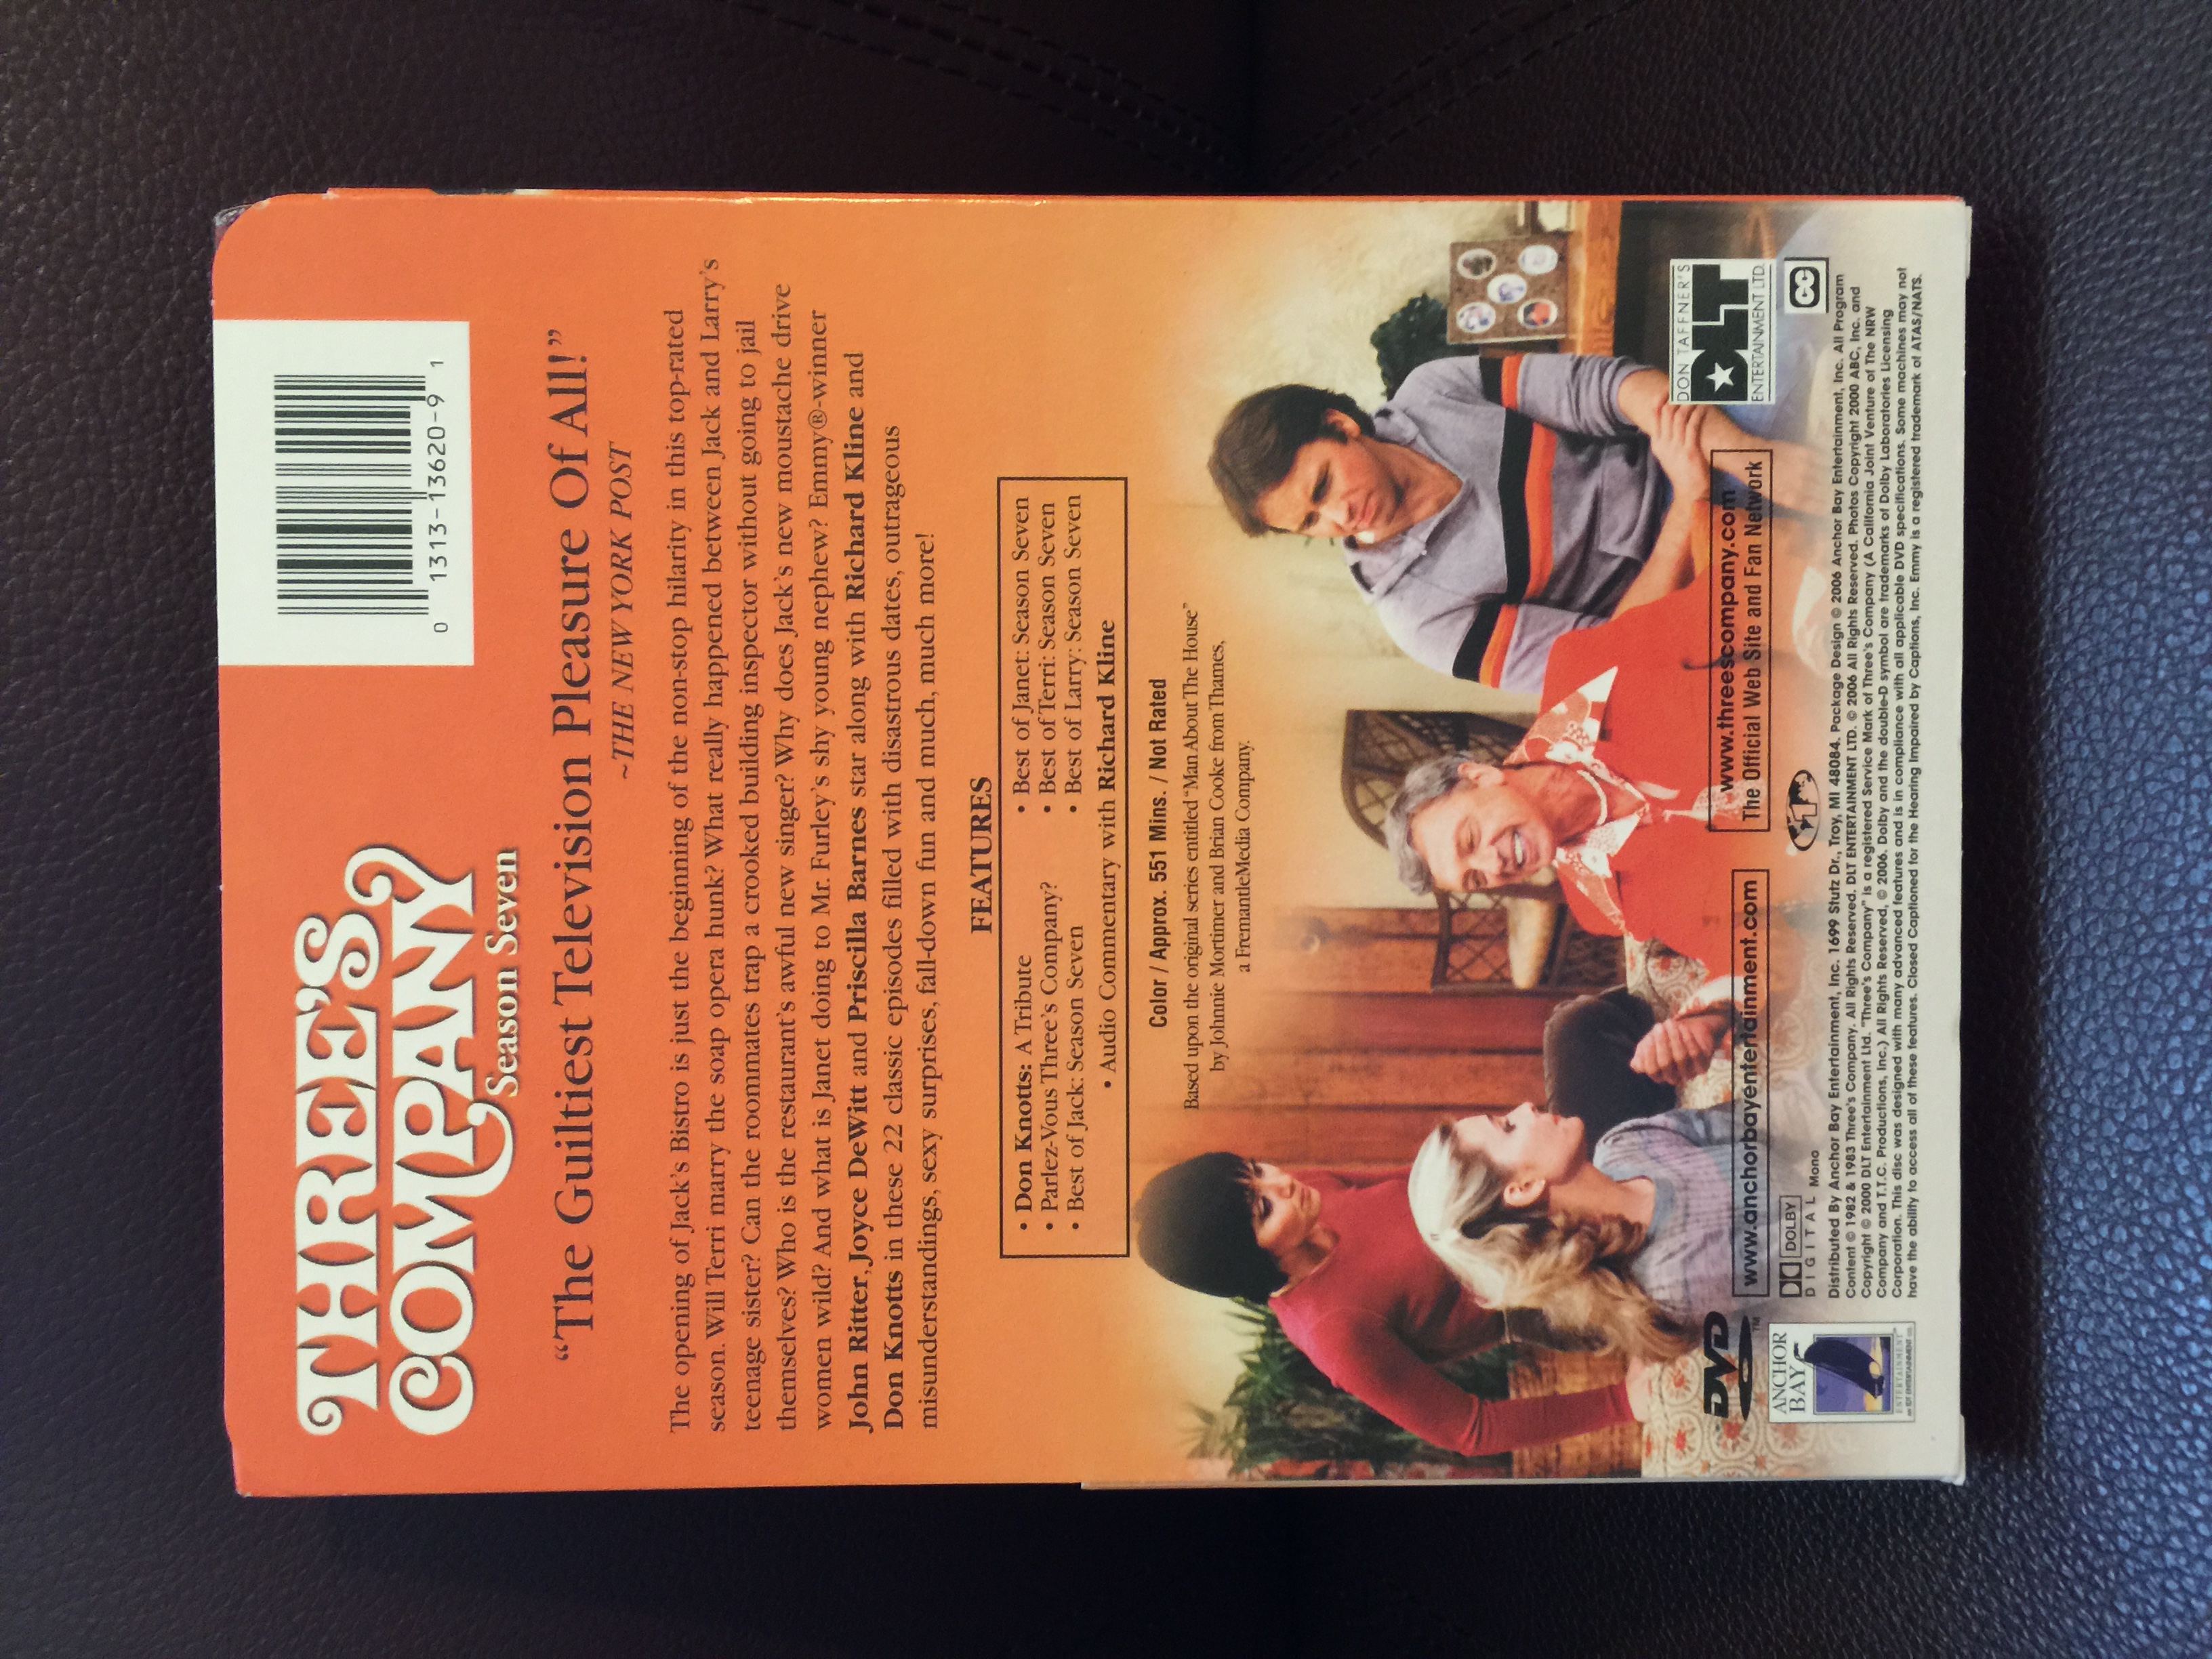 THREE'S
COMPANY
Season Seven
0 1313-13620-9 1
“The Guiltiest Television Pleasure Of All!”
~THE NEW YORK POST
The opening of Jack's Bistro is just the beginning of the non-stop hilarity in this top-rated
season. Will Terri marry the soap opera hunk? What really happened between Jack and Larry's
teenage sister? Can the roommates trap a crooked building inspector without going to jail
themselves? Who is the restaurant's awful new singer? Why does Jack's new moustache drive
women wild? And what is Janet doing to Mr. Furley's shy young nephew? Emmy®-winner
John Ritter, Joyce DeWitt and Priscilla Barnes star along with Richard Kline and
Don Knotts in these 22 classic episodes filled with disastrous dates, outrageous
misunderstandings, sexy surprises, fall-down fun and much, much more!
FEATURES
• Don Knotts: A Tribute
• Parlez-Vous Three's Company?
• Best of Jack: Season Seven
• Best of Janet: Season Seven
• Best of Terri: Season Seven
• Best of Larry: Season Seven
• Audio Commentary with Richard Kline
Color / Approx. 551 Mins. / Not Rated
Based upon the original series entitled “Man About The House”
by Johnnie Mortimer and Brian Cooke from Thames,
a FremantleMedia Company.
DVD
TM
www.anchorbayentertainment.com
www.threescompany.com
The Official Web Site and Fan Network
DON TAFFNER'S
DLT
ENTERTAINMENT LTD.
ANCHOR
BAY
ENTERTAINMENT
AN IDT ENTERTAINMENT CO.
DOLBY
DIGITAL Mono
1
CC
Distributed By Anchor Bay Entertainment, Inc. 1699 Stutz Dr., Troy, MI 48084. Package Design © 2006 Anchor Bay Entertainment, Inc. All Program
Content © 1982 & 1983 Three's Company. All Rights Reserved. DLT ENTERTAINMENT LTD. © 2006 All Rights Reserved. Photos Copyright 2000 ABC, Inc. and
Copyright © 2000 DLT Entertainment Ltd. "Three's Company" is a registered Service Mark of Three's Company (A California Joint Venture of The NRW
Company and T.T.C. Productions, Inc.) All Rights Reserved, © 2006. Dolby and the double-D symbol are trademarks of Dolby Laboratories Licensing
Corporation. This disc was designed with many advanced features and is in compliance with all applicable DVD specifications. Some machines may not
have the ability to access all of these features. Closed Captioned for the Hearing Impaired by Captions, Inc. Emmy is a registered trademark of ATAS/NATS.